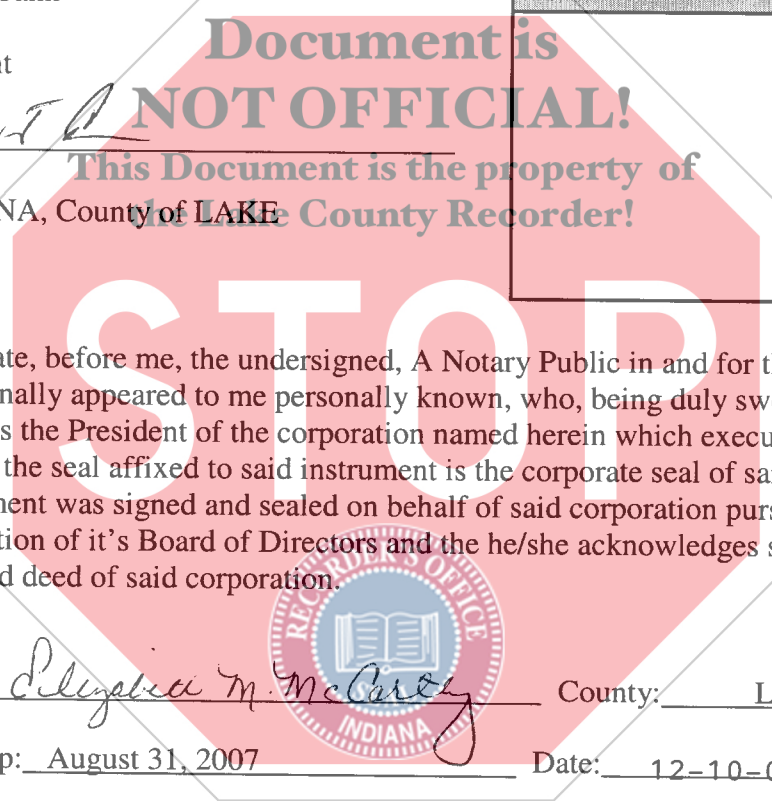 Document is
nt
NOT OFFICIAL!
This Document is the property of
NA, County of LAKE
the Lake County Recorder!
STOP
ate, before me, the undersigned, A Notary Public in and for t
nally appeared to me personally known, who, being duly sw
s the President of the corporation named herein which execu
the seal affixed to said instrument is the corporate seal of sa
nent was signed and sealed on behalf of said corporation purs
tion of it's Board of Directors and the he/she acknowledges s
d deed of said corporation.
RECORDER'S OFFICE
SEAL
INDIANA
Elizabeth M. McCarty County: L
p: August 31, 2007 Date: 12-10-0